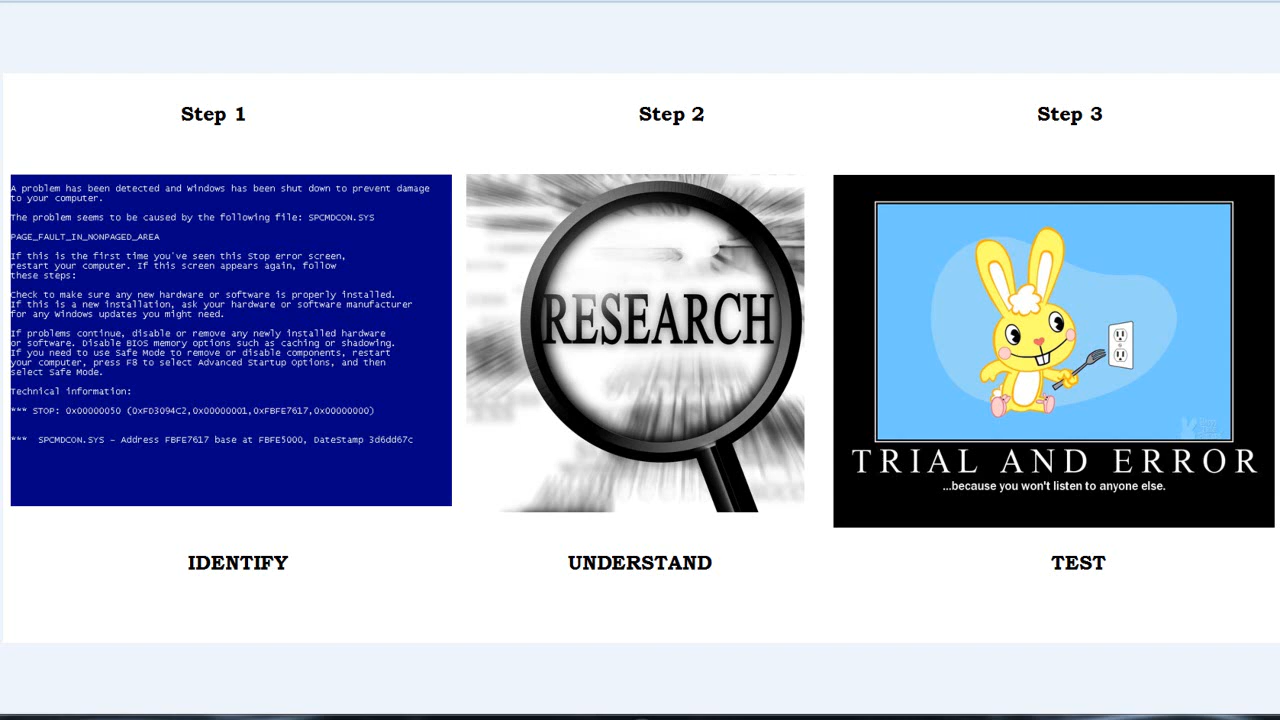 Step 1
Step 2
Step 3
A problem has been detected and Windows has been shut down to prevent damage
to your computer.
The problem seems to be caused by the following file: SPCMDCON.SYS
PAGE_FAULT_IN_NONPAGED_AREA
If this is the first time you've seen this Stop error screen,
restart your computer. If this screen appears again, follow
these steps:
Check to make sure any new hardware or software is properly installed.
If this is a new installation, ask your hardware or software manufacturer
for any Windows updates you might need.
If problems continue, disable or remove any newly installed hardware
or software. Disable BIOS memory options such as caching or shadowing.
If you need to use Safe Mode to remove or disable components, restart
your computer, press F8 to select Advanced Startup Options, and then
select Safe Mode.
Technical information:
*** STOP: 0x00000050 (0xFD3094C2,0x00000001,0xFBFE7617,0x00000000)
*** SPCMDCON.SYS - Address FBFE7617 base at FBFE5000, DateStamp 3d6dd67c
RESEARCH
TRIAL AND ERROR
...because you won't listen to anyone else.
IDENTIFY
UNDERSTAND
TEST